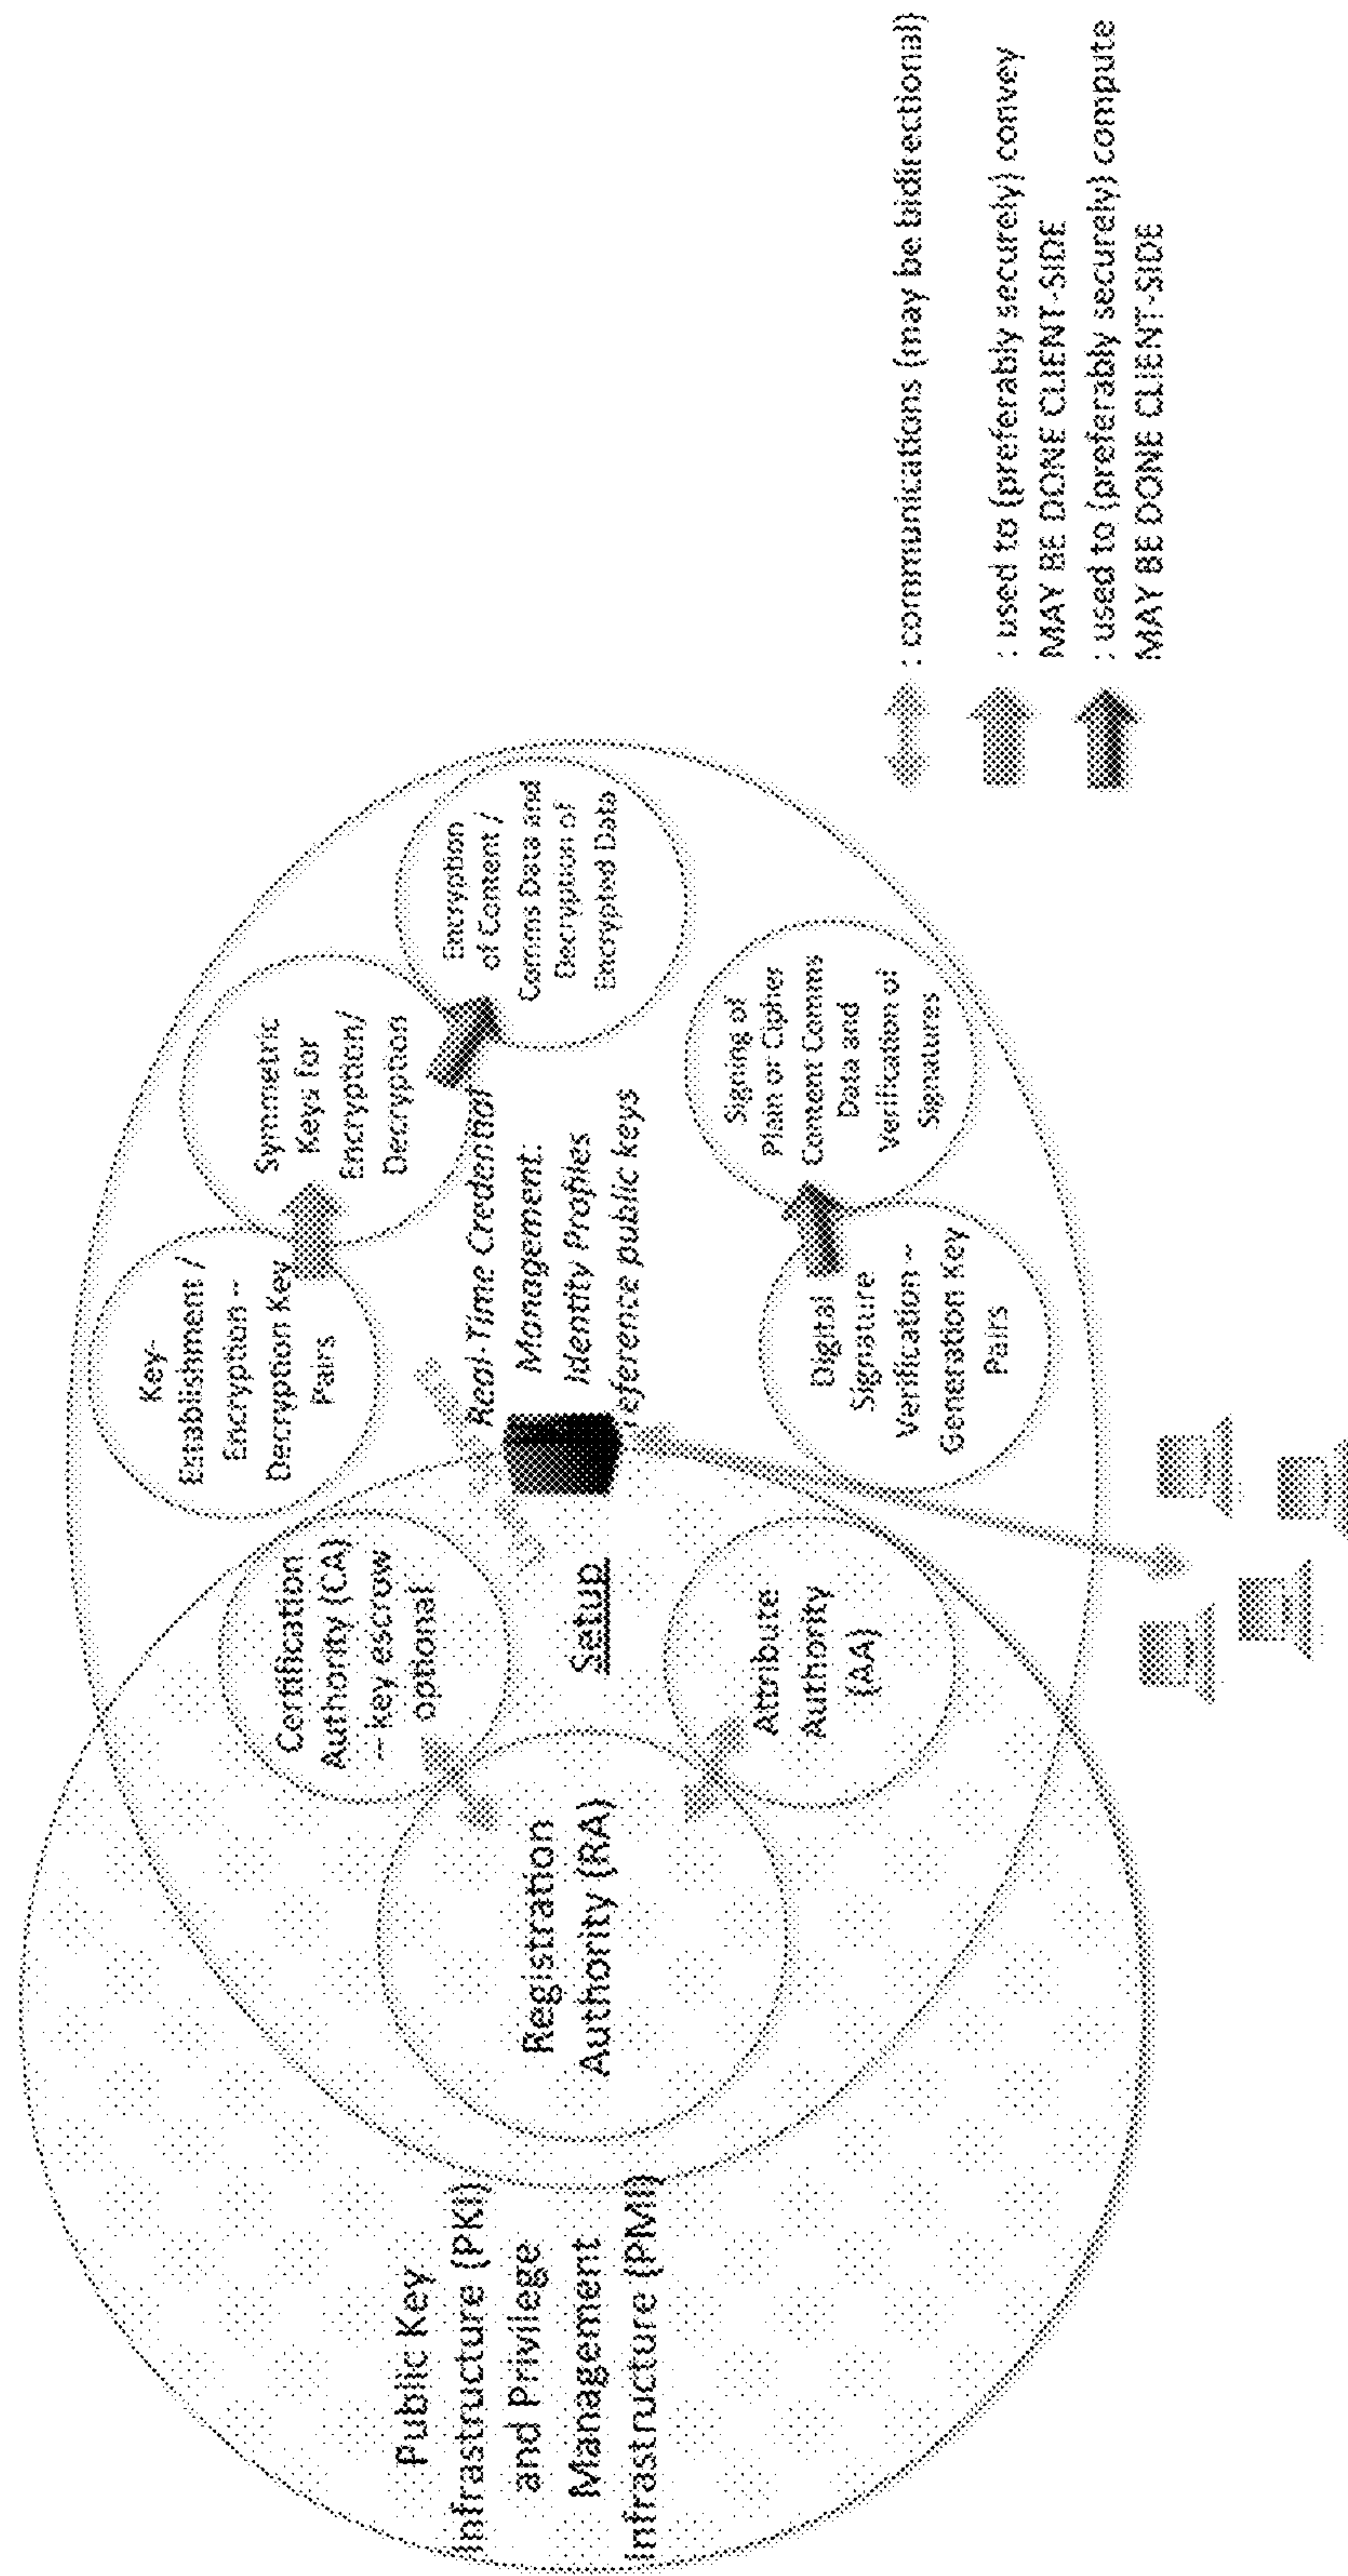 Public Key
Infrastructure (PKI)
and Privilege
Management
Infrastructure (PMI)
Registration
Authority (RA)
Certification
Authority (CA)
-- key escrow
optional
Setup
Attribute
Authority
(AA)
Key-
Establishment /
Encryption --
Decryption Key
Pairs
Symmetric
Keys for
Encryption/
Decryption
Encryption
of Content /
Comms Data and
Decryption of
Encrypted Data
Real-Time Credential
Management:
Identity Profiles
reference public keys
Digital
Signature
Verification --
Generation Key
Pairs
Signing of
Plain or Cipher
Content Comms
Data and
Verification of
Signatures
: communications (may be bidirectional)
: used to (preferably securely) convey
MAY BE DONE CLIENT-SIDE
: used to (preferably securely) compute
MAY BE DONE CLIENT-SIDE